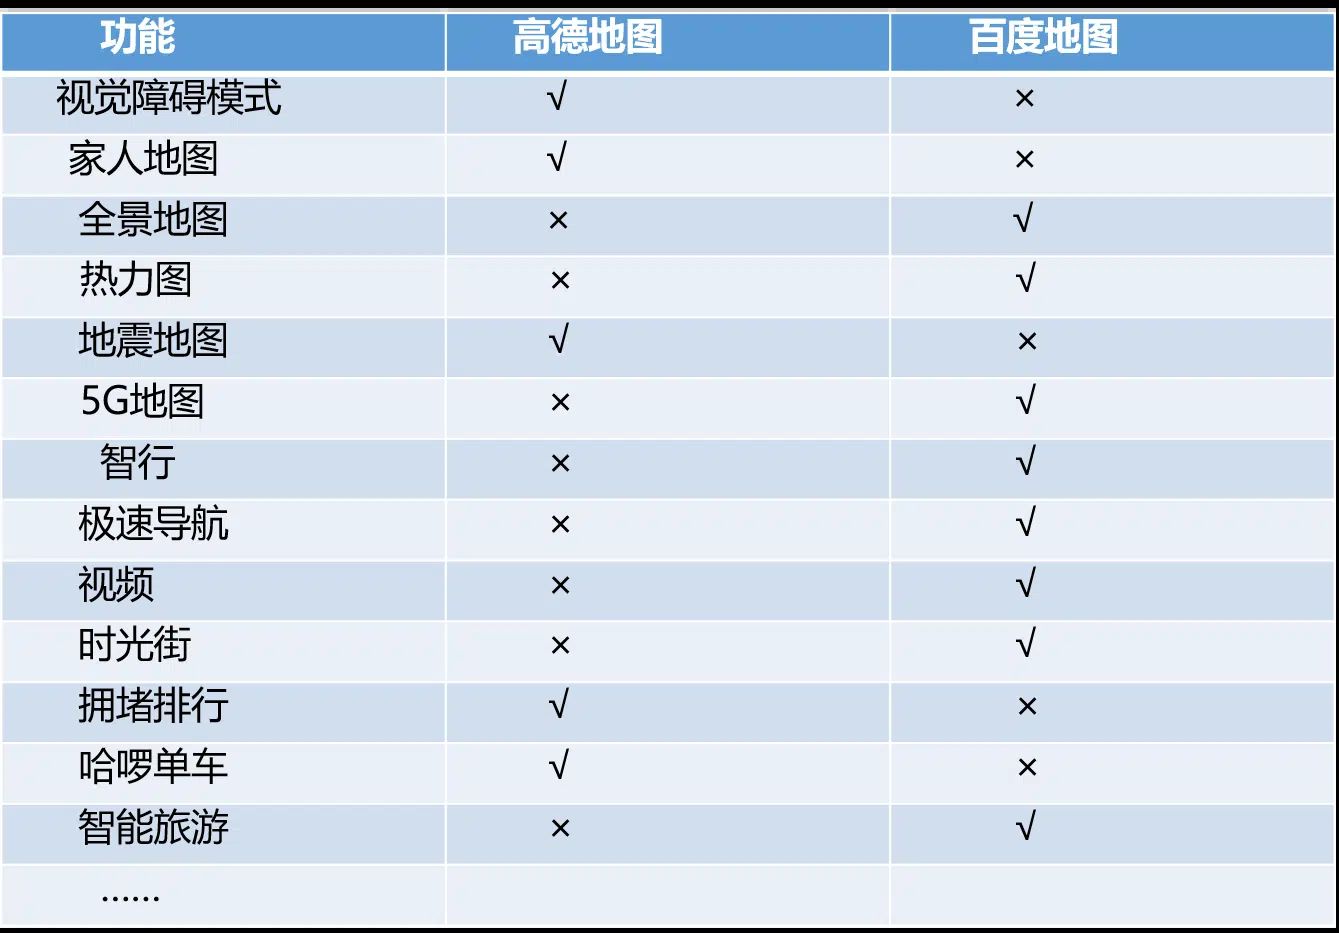 功能 高德地图 百度地图
视觉障碍模式 √ ×
家人地图 √ ×
全景地图 × √
热力图 × √
地震地图 √ ×
5G地图 × √
智行 × √
极速导航 × √
视频 × √
时光街 × √
拥堵排行 √ ×
哈啰单车 √ ×
智能旅游 × √
……